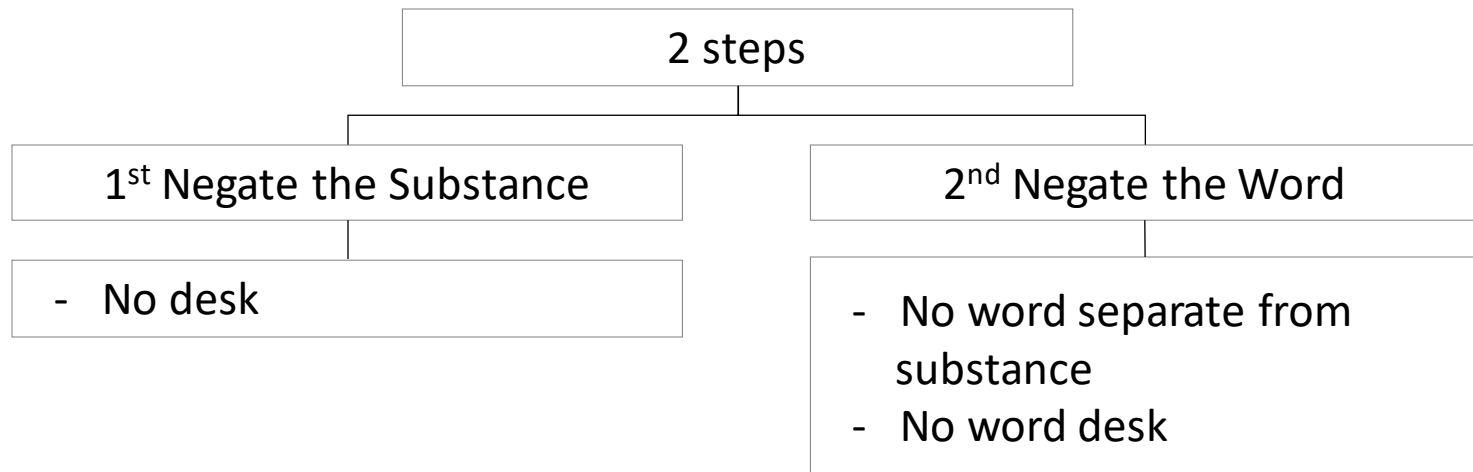 2 steps
1st Negate the Substance
- No desk
2nd Negate the Word
- No word separate from
substance
- No word desk